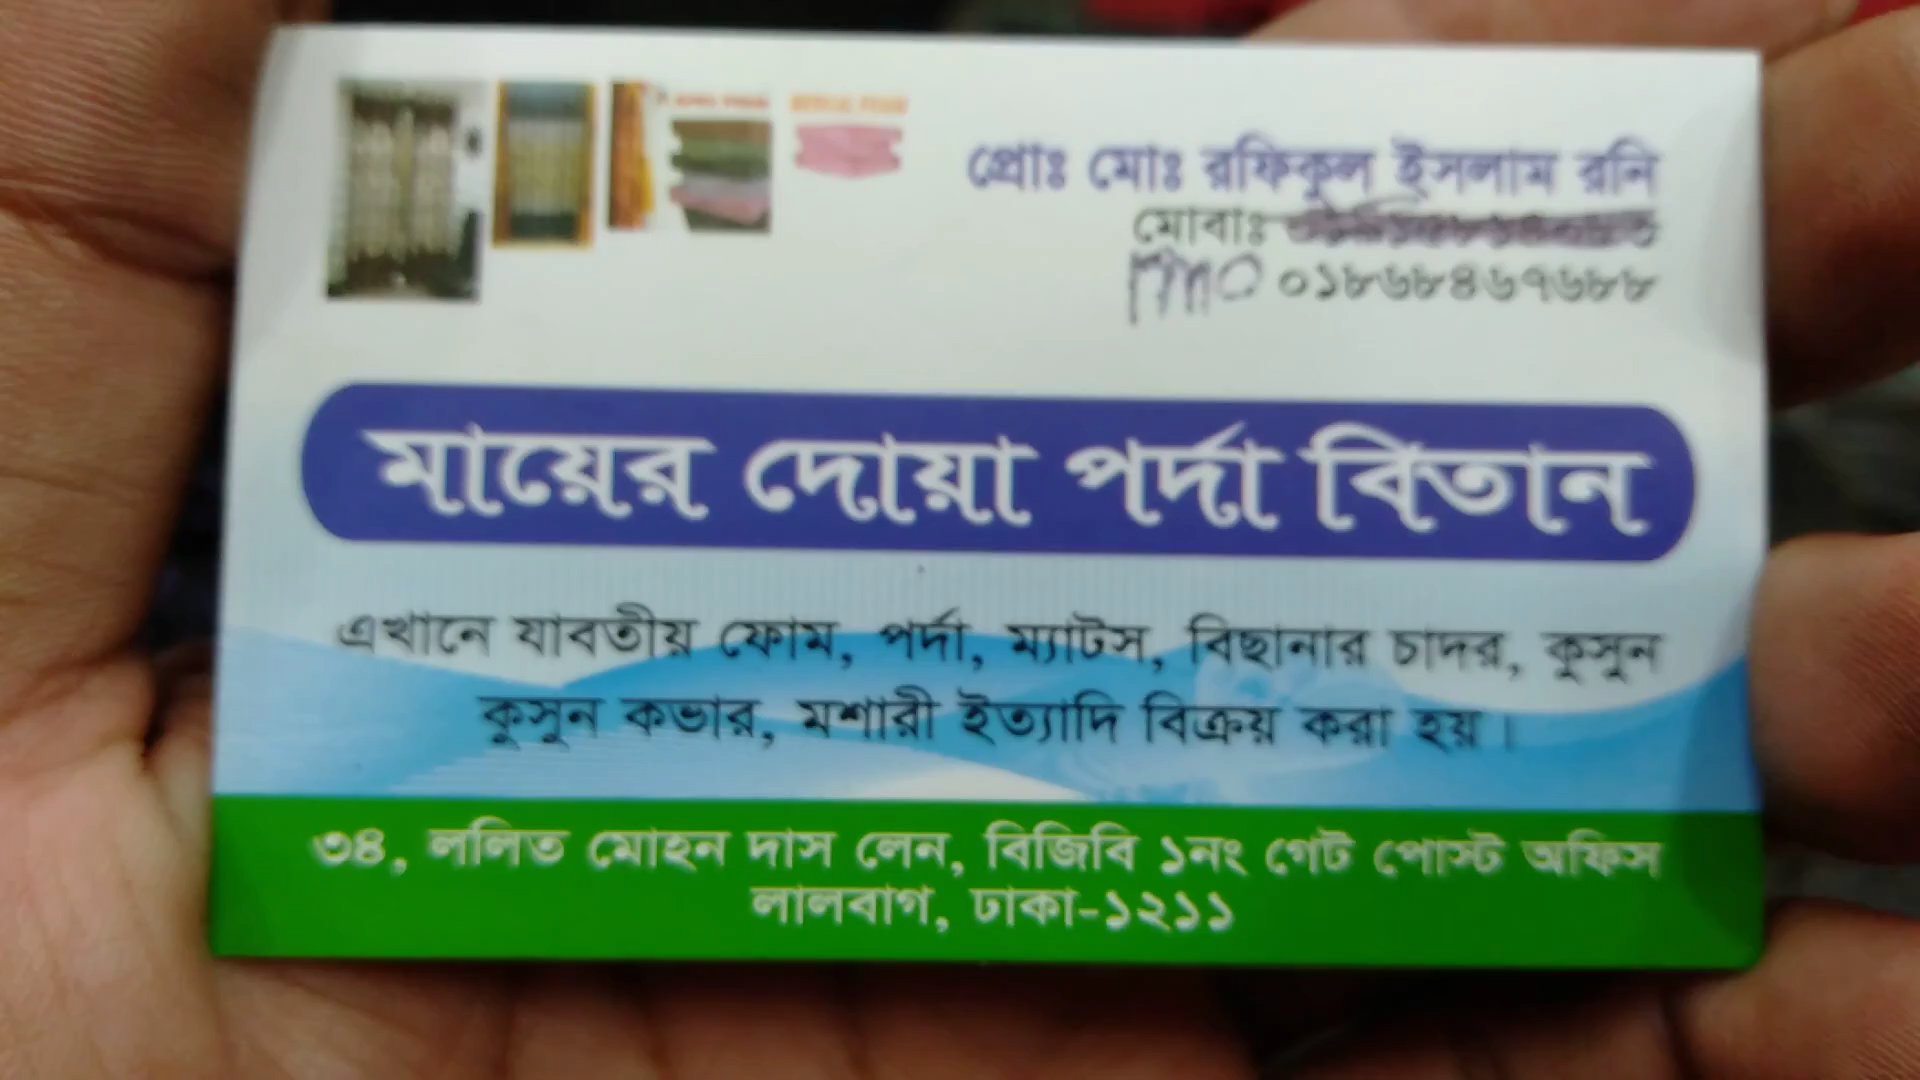 প্রোঃ মোঃ রফিকুল ইসলাম রনি
মোবাঃ
০১৮৬৮৪৬৭৬৮৮
মায়ের দোয়া পর্দা বিতান
এখানে যাবতীয় ফোম, পর্দা, ম্যাটস, বিছানার চাদর, কুসুন
কুসুন কভার, মশারী ইত্যাদি বিক্রয় করা হয়।
৩৪, ললিত মোহন দাস লেন, বিজিবি ১নং গেট পোস্ট অফিস
লালবাগ, ঢাকা-১২১১